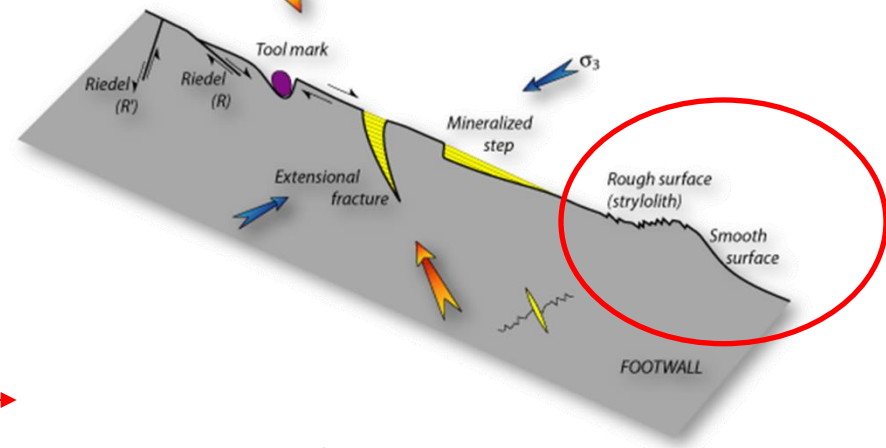 Tool mark
Riedel
(R')
Riedel
(R)
σ3
Mineralized
step
Extensional
fracture
Rough surface
(strylolith)
Smooth
surface
FOOTWALL